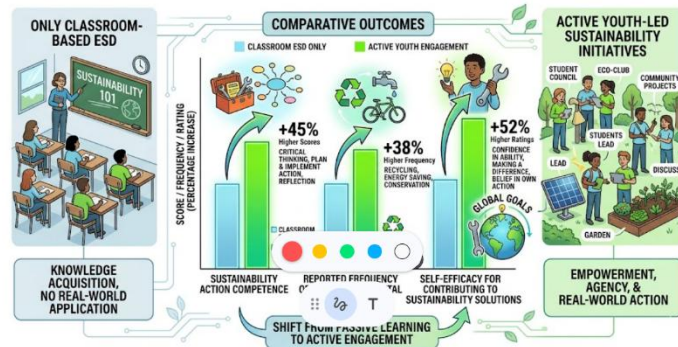 ONLY CLASSROOM-
BASED ESD
SUSTAINABILITY
101
KNOWLEDGE
ACQUISITION,
NO REAL-WORLD
APPLICATION
COMPARATIVE OUTCOMES
CLASSROOM ESD ONLY
ACTIVE YOUTH ENGAGEMENT
SCORE / FREQUENCY / RATING
(PERCENTAGE INCREASE)
+45%
Higher Scores
CRITICAL
THINKING, PLAN &
IMPLEMENT
ACTION,
REFLECTION
+38%
Higher Frequency
RECYCLING,
ENERGY SAVING,
CONSERVATION
+52%
Higher Ratings
CONFIDENCE
IN ABILITY,
MAKING A
DIFFERENCE,
BELIEF IN OWN
ACTION
GLOBAL GOALS
CLASSROOM
SUSTAINABILITY
ACTION COMPETENCE
REPORTED FREQUENCY
SELF-EFFICACY FOR
CONTRIBUTING TO
SUSTAINABILITY SOLUTIONS
T
SHIFT FROM PASSIVE LEARNING
TO ACTIVE ENGAGEMENT
ACTIVE YOUTH-LED
SUSTAINABILITY
INITIATIVES
STUDENT
COUNCIL
ECO-CLUB
COMMUNITY
PROJECTS
STUDENTS
LEAD
LEAD
DISCUSS
GARDEN
EMPOWERMENT,
AGENCY, &
REAL-WORLD ACTION